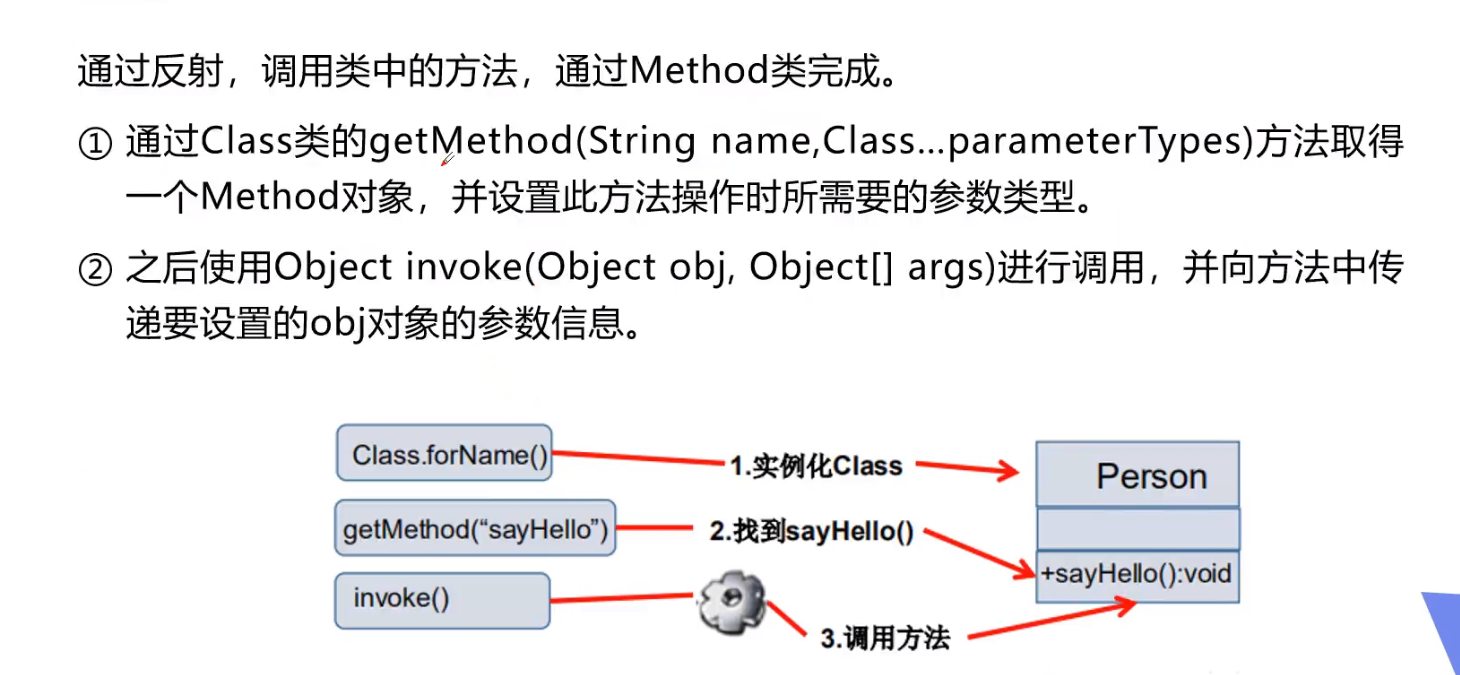 通过反射，调用类中的方法，通过Method类完成。
① 通过Class类的getMethod(String name,Class…parameterTypes)方法取得
一个Method对象，并设置此方法操作时所需要的参数类型。
② 之后使用Object invoke(Object obj, Object[] args)进行调用，并向方法中传
递要设置的obj对象的参数信息。
Class.forName()
1.实例化Class
Person
getMethod(“sayHello”)
2.找到sayHello()
+sayHello():void
invoke()
3.调用方法